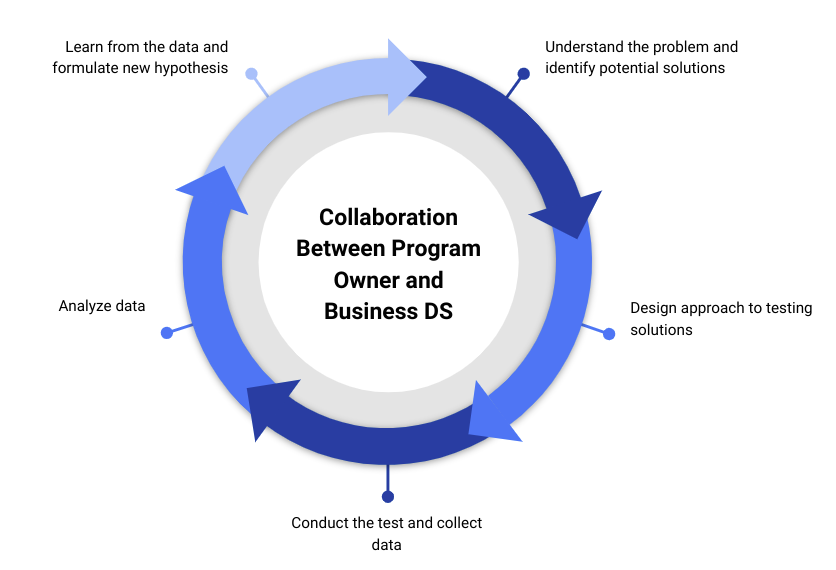 Learn from the data and
formulate new hypothesis
Understand the problem and
identify potential solutions
Collaboration
Between Program
Owner and
Business DS
Analyze data
Design approach to testing
solutions
Conduct the test and collect
data